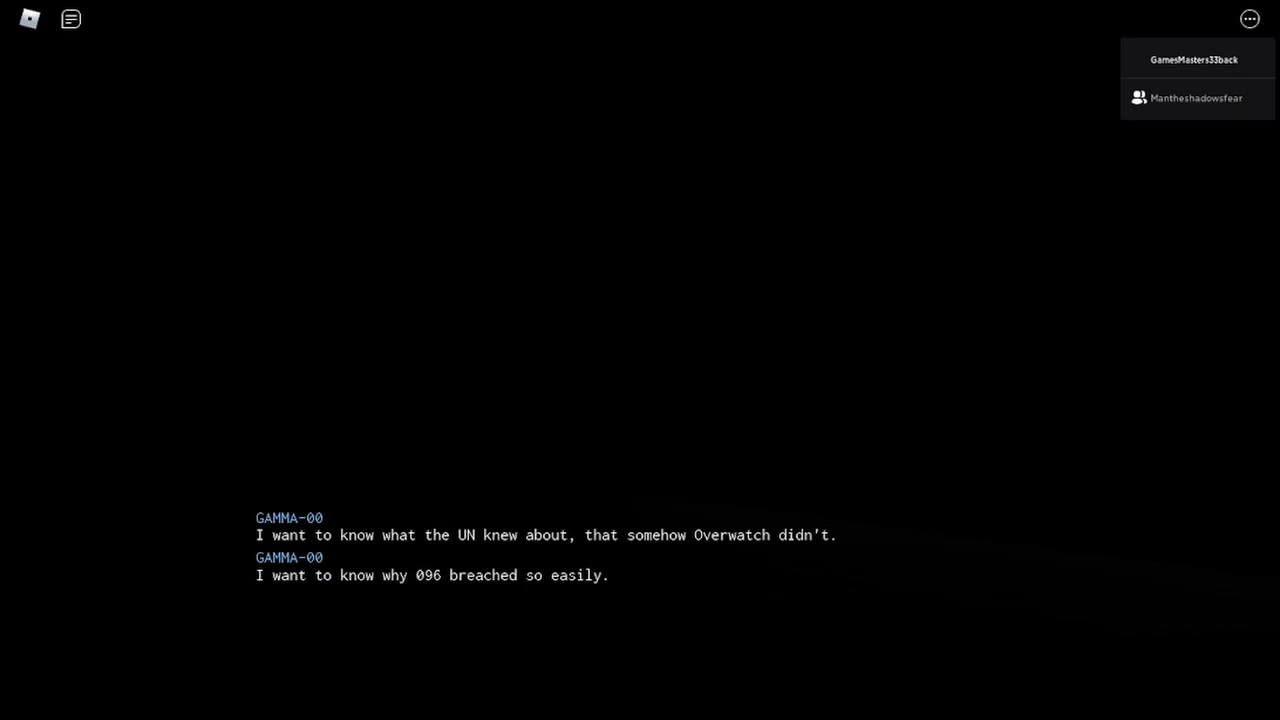 GamesMasters33back
Mantheshadowsfear
GAMMA-00
I want to know what the UN knew about, that somehow Overwatch didn't.
GAMMA-00
I want to know why 096 breached so easily.